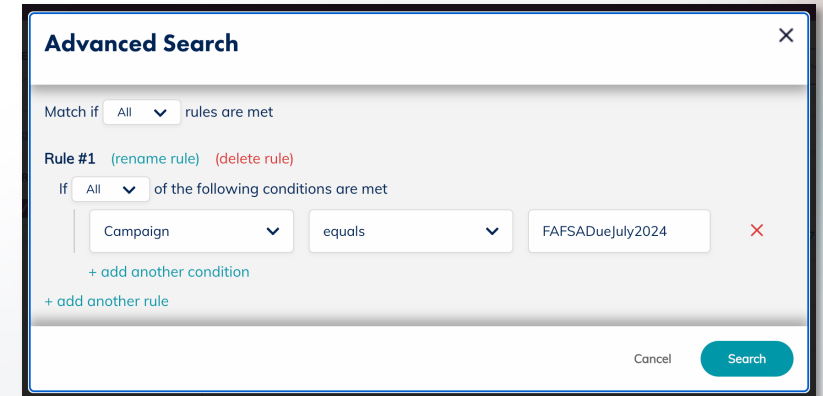 Advanced Search
Match if All rules are met
Rule #1 (rename rule) (delete rule)
If All of the following conditions are met
Campaign equals FAFSADueJuly2024
+ add another condition
+ add another rule
Cancel Search